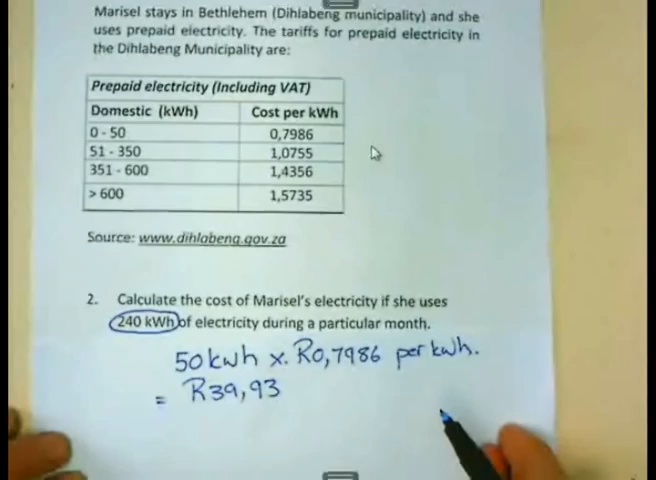 Marisel stays in Bethlehem (Dihlabeng municipality) and she
uses prepaid electricity. The tariffs for prepaid electricity in
the Dihlabeng Municipality are:
Prepaid electricity (Including VAT)
Domestic (kWh) Cost per kWh
0 - 50 0,7986
51 - 350 1,0755
351 - 600 1,4356
> 600 1,5735
Source: www.dihlabeng.gov.za
2. Calculate the cost of Marisel's electricity if she uses
240 kWh of electricity during a particular month.
50 kwh x. R0,7986 per kwh.
= R39,93